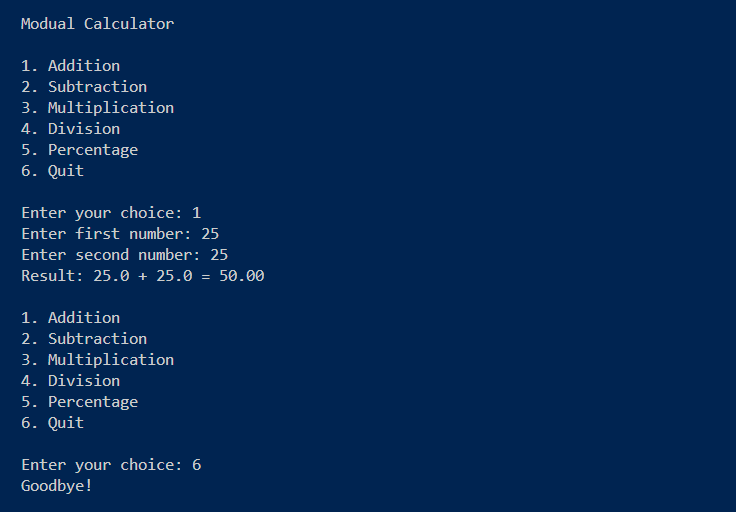 Modual Calculator
1. Addition
2. Subtraction
3. Multiplication
4. Division
5. Percentage
6. Quit
Enter your choice: 1
Enter first number: 25
Enter second number: 25
Result: 25.0 + 25.0 = 50.00
1. Addition
2. Subtraction
3. Multiplication
4. Division
5. Percentage
6. Quit
Enter your choice: 6
Goodbye!